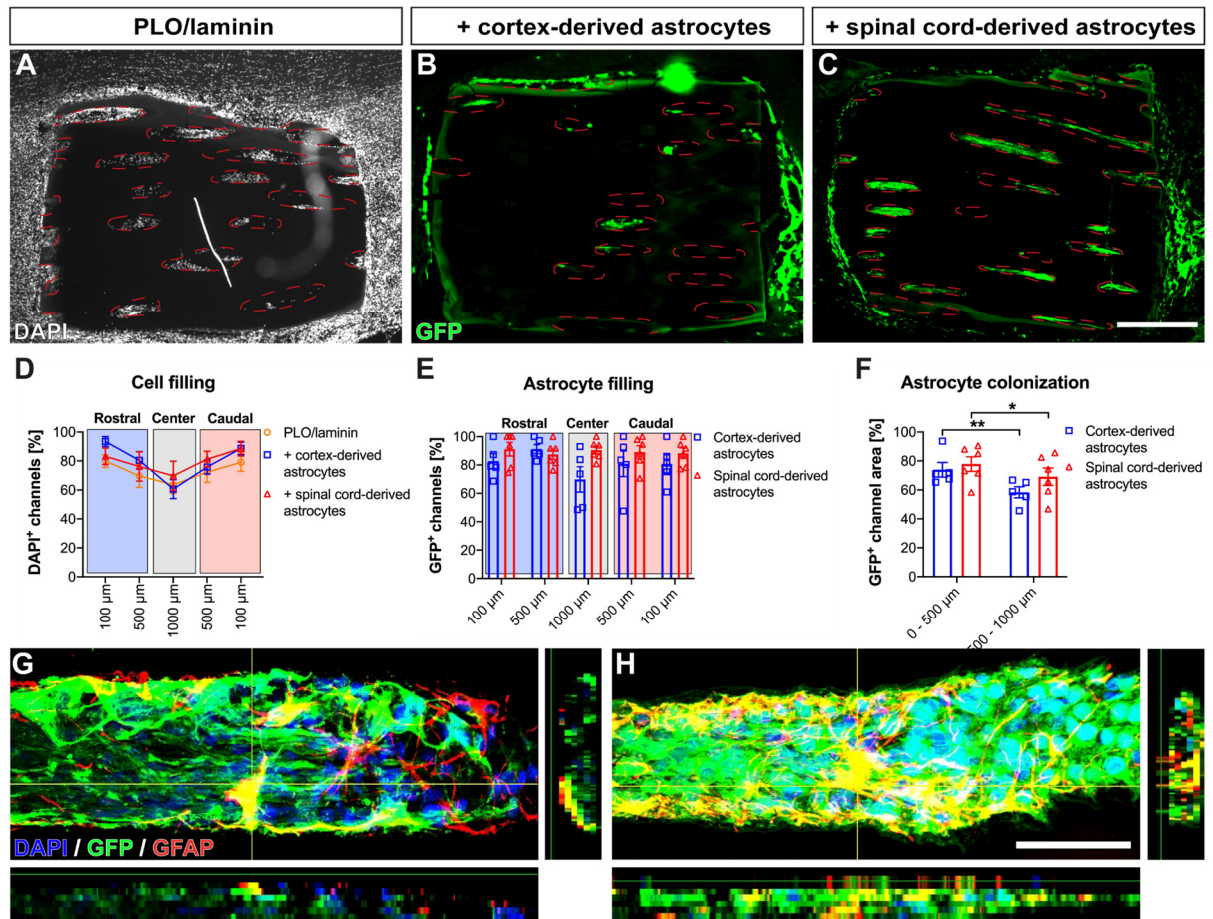 PLO/laminin
+ cortex-derived astrocytes
+ spinal cord-derived astrocytes
A
B
C
DAPI
GFP
D
Cell filling
Rostral
Center
Caudal
DAPI⁺ channels [%]
100
80
60
40
20
0
100 µm
500 µm
1000 µm
500 µm
100 µm
PLO/laminin
+ cortex-derived
astrocytes
+ spinal cord-derived
astrocytes
E
Astrocyte filling
Rostral
Center
Caudal
GFP⁺ channels [%]
100
80
60
40
20
0
100 µm
500 µm
1000 µm
500 µm
100 µm
Cortex-derived
astrocytes
Spinal cord-derived
astrocytes
F
Astrocyte colonization
GFP⁺ channel area [%]
100
80
60
40
20
0
*
**
0 - 500 µm
500 - 1000 µm
Cortex-derived
astrocytes
Spinal cord-derived
astrocytes
G
H
DAPI / GFP / GFAP